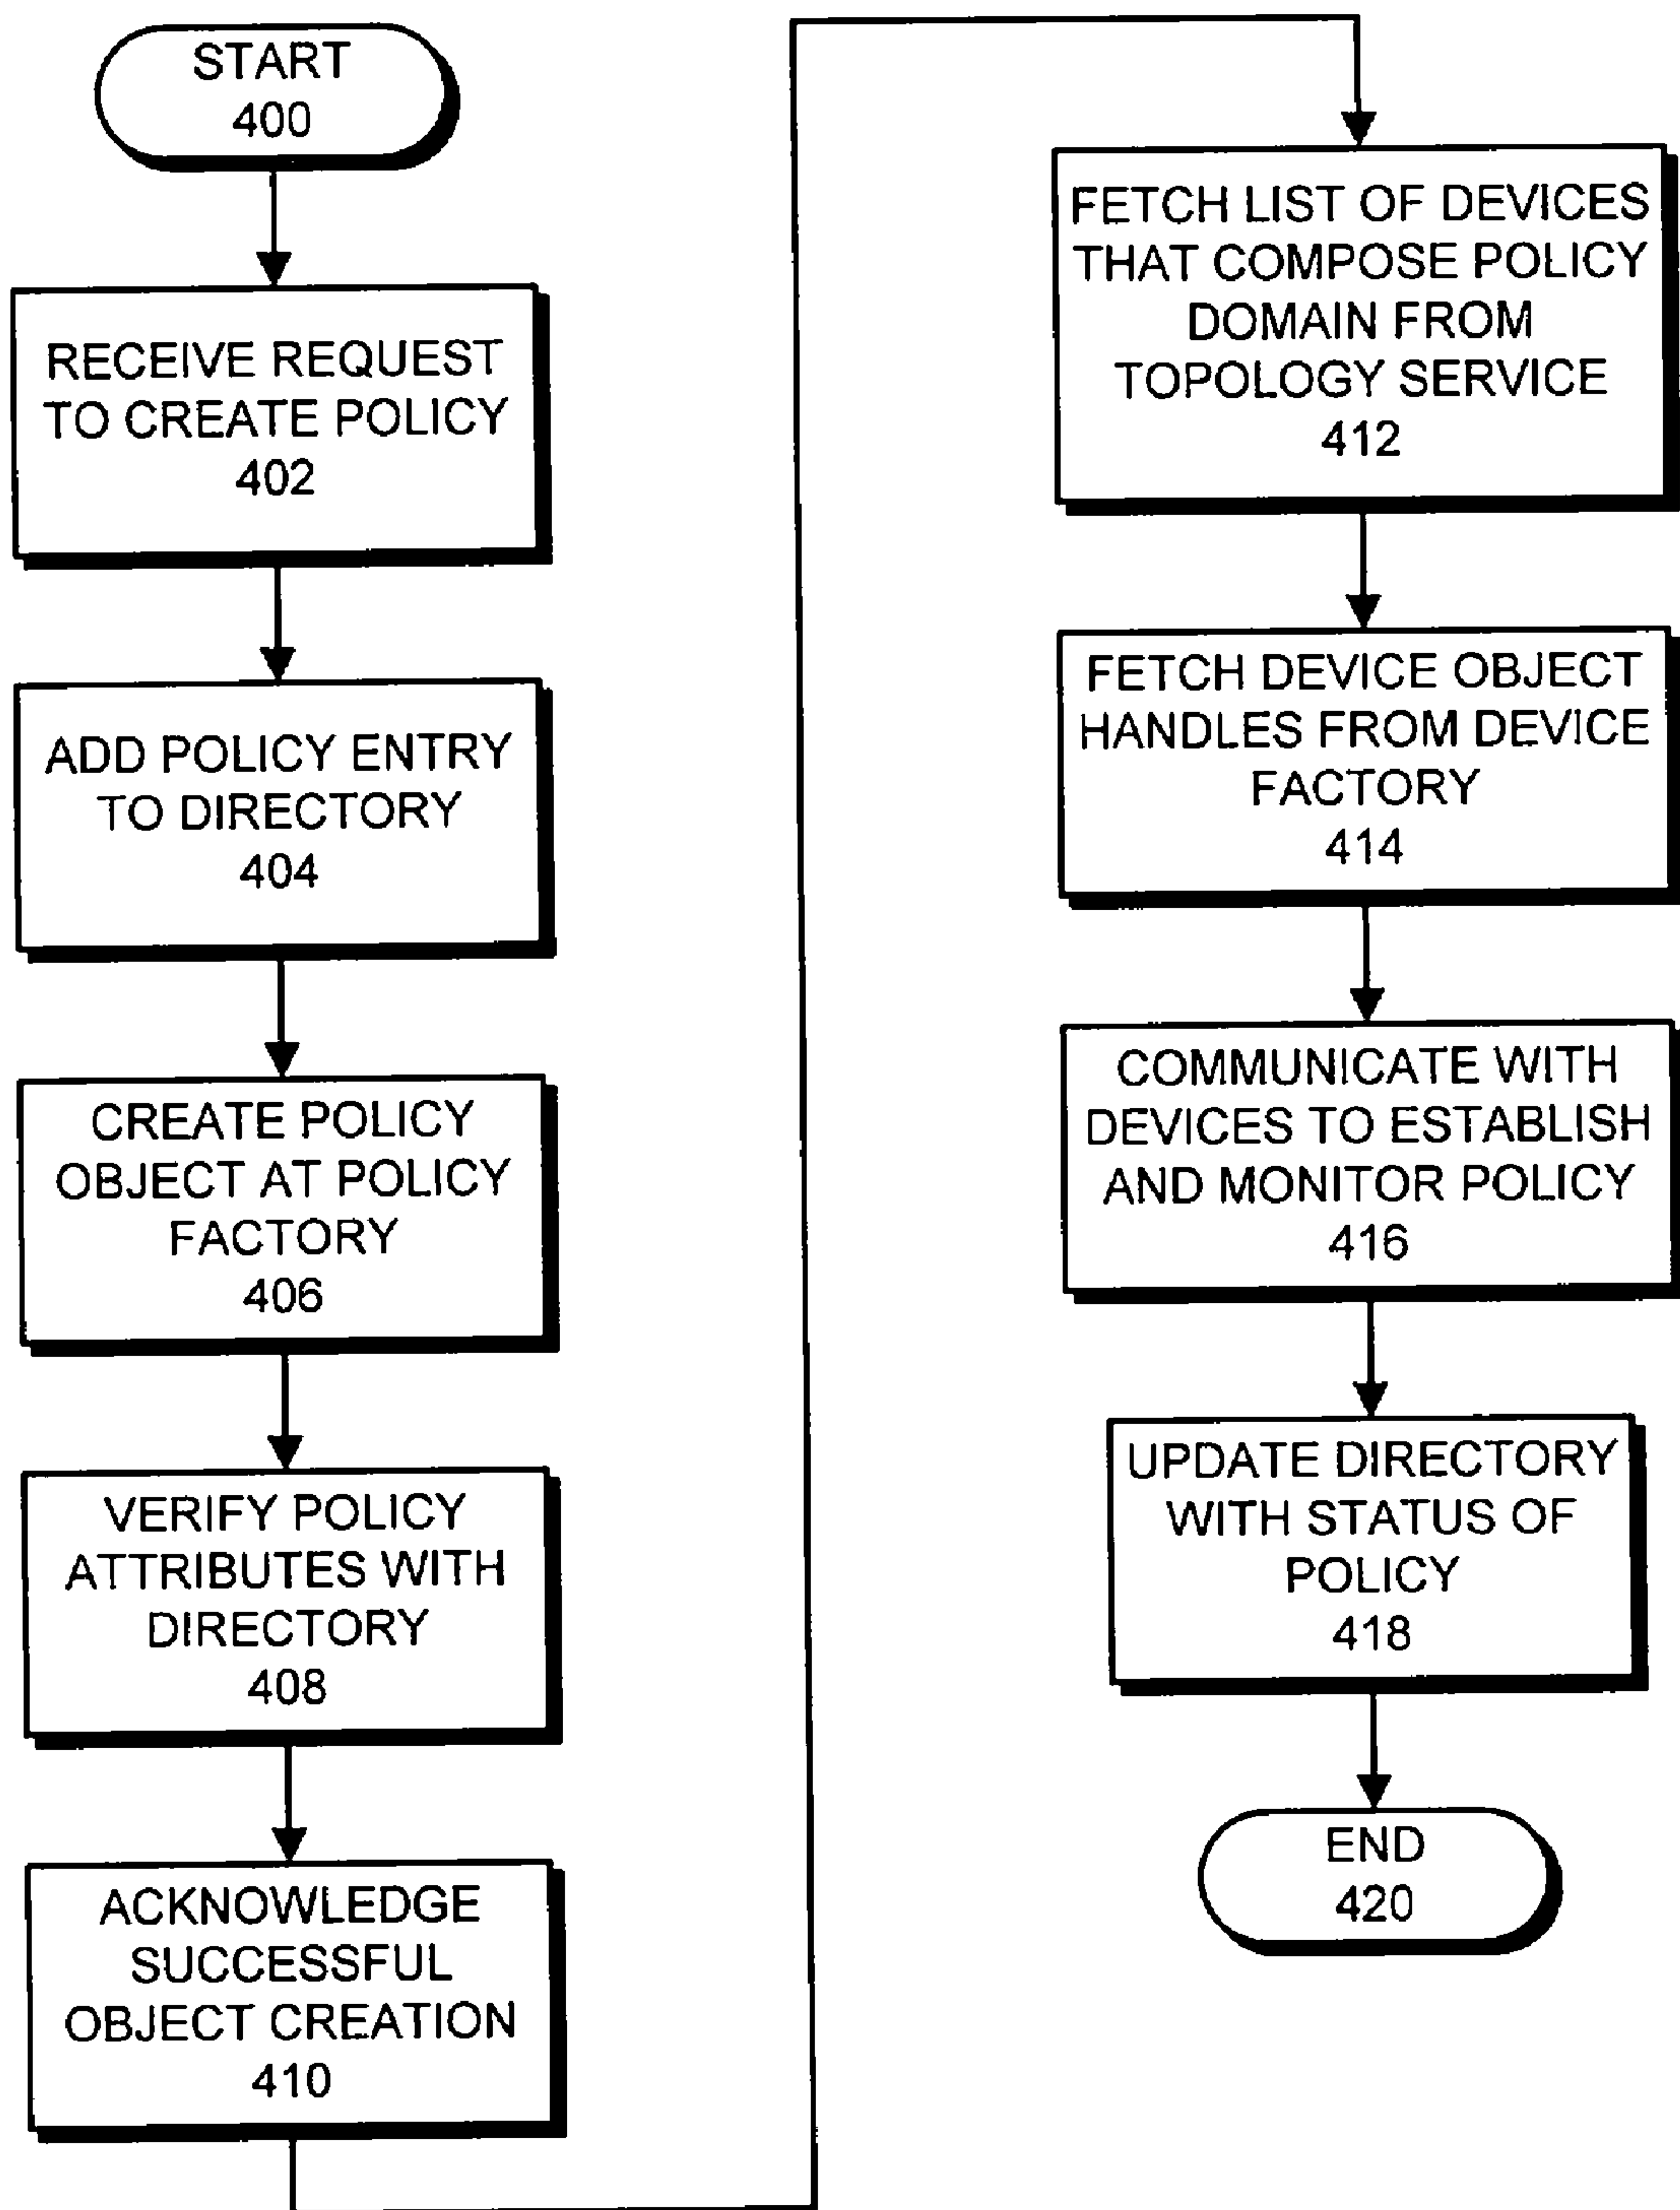 START
400
RECEIVE REQUEST
TO CREATE POLICY
402
ADD POLICY ENTRY
TO DIRECTORY
404
CREATE POLICY
OBJECT AT POLICY
FACTORY
406
VERIFY POLICY
ATTRIBUTES WITH
DIRECTORY
408
ACKNOWLEDGE
SUCCESSFUL
OBJECT CREATION
410
FETCH LIST OF DEVICES
THAT COMPOSE POLICY
DOMAIN FROM
TOPOLOGY SERVICE
412
FETCH DEVICE OBJECT
HANDLES FROM DEVICE
FACTORY
414
COMMUNICATE WITH
DEVICES TO ESTABLISH
AND MONITOR POLICY
416
UPDATE DIRECTORY
WITH STATUS OF
POLICY
418
END
420